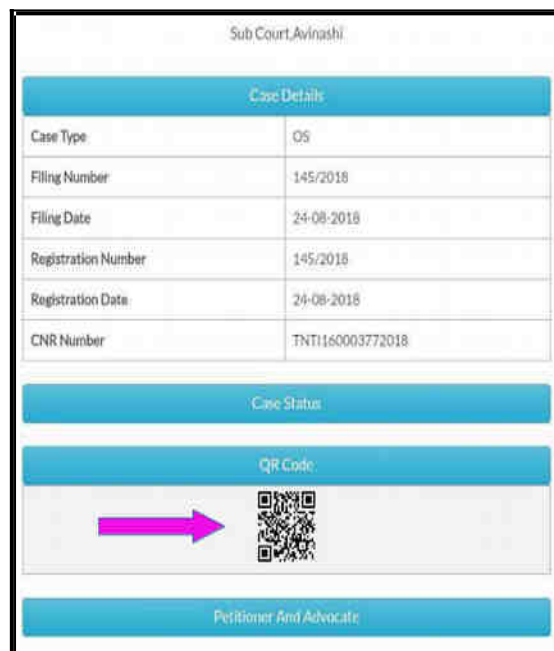 Sub Court,Avinashi
Case Details
Case Type OS
Filing Number 145/2018
Filing Date 24-08-2018
Registration Number 145/2018
Registration Date 24-08-2018
CNR Number TNTI160003772018
Case Status
QR Code
Petitioner And Advocate